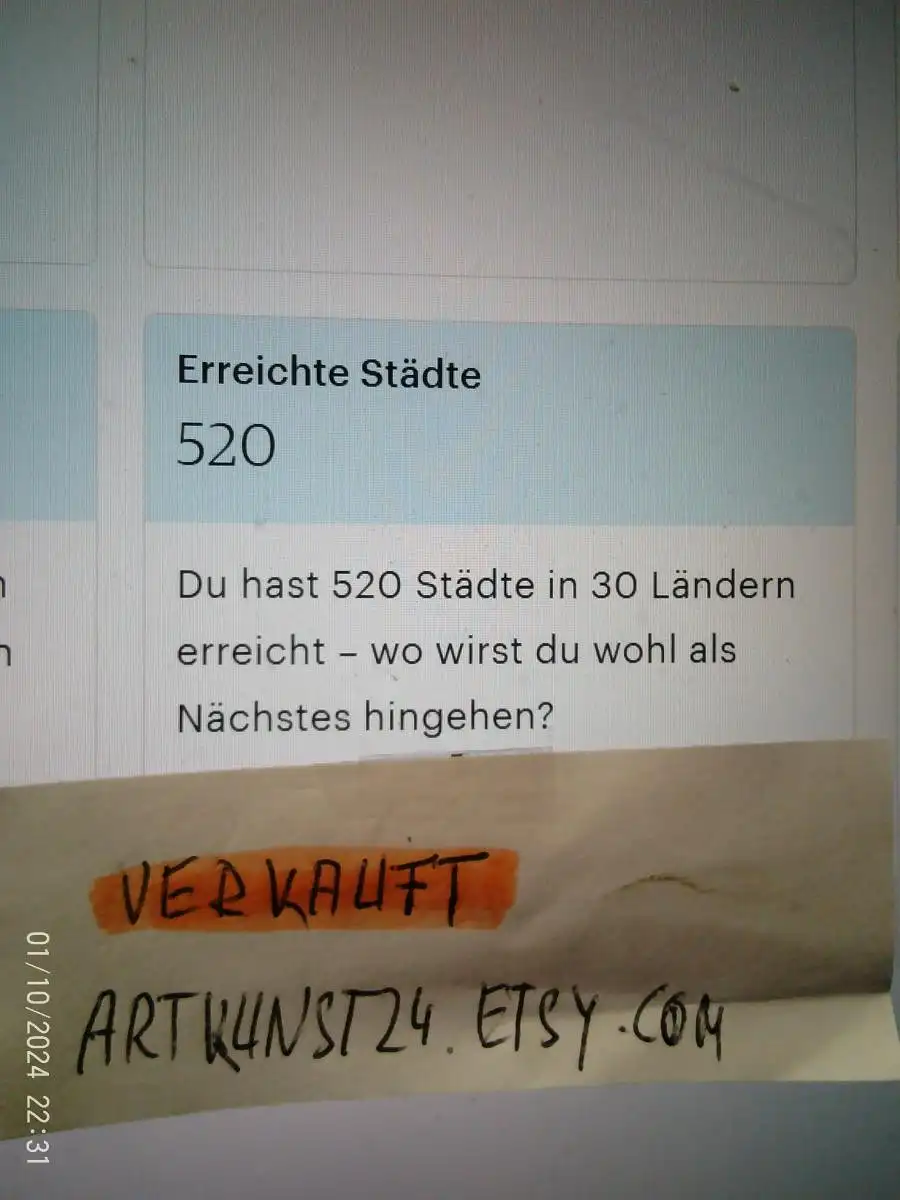 Erreichte Städte
520
Du hast 520 Städte in 30 Ländern
erreicht – wo wirst du wohl als
Nächstes hingehen?
VERKAUFT
ARTKUNST24.ETSY.COM
01/10/2024 22:31